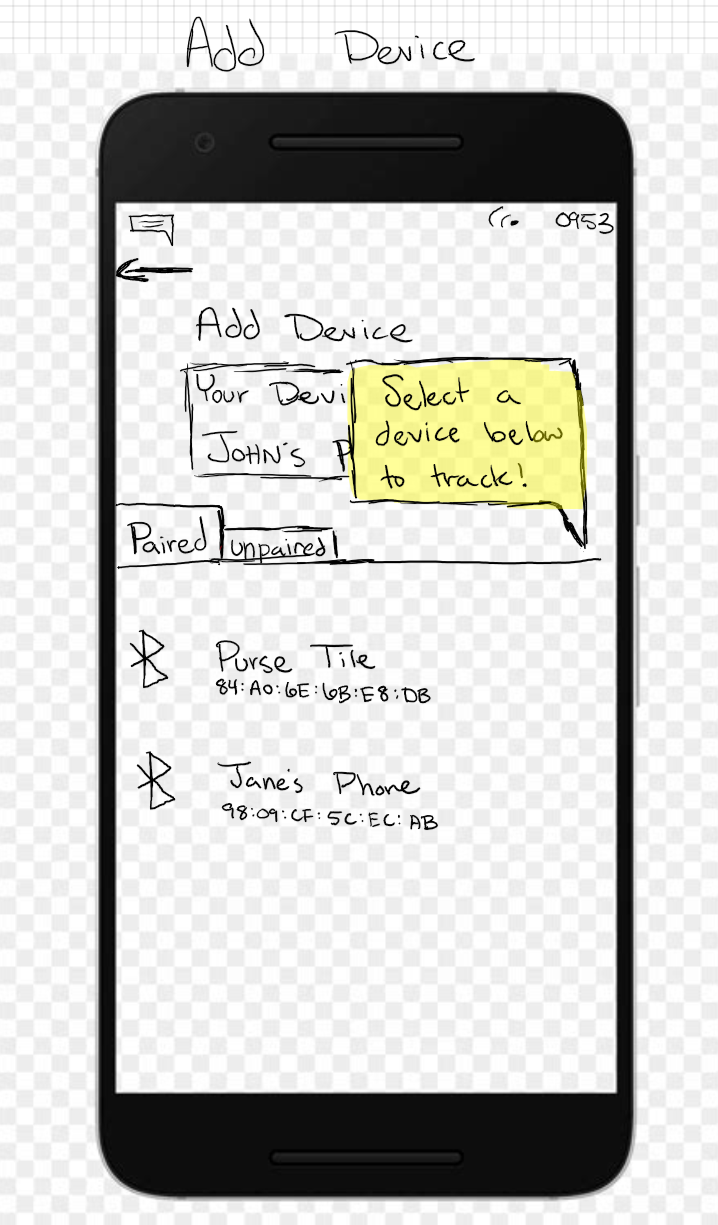 Add Device
0953
Add Device
Your Devi
JOHN'S P
Select a
device below
to track!
Paired
unpaired
Purse Tile
84:A0:6E:6B:E8:DB
Jane's Phone
98:09:CF:5C:EC:AB